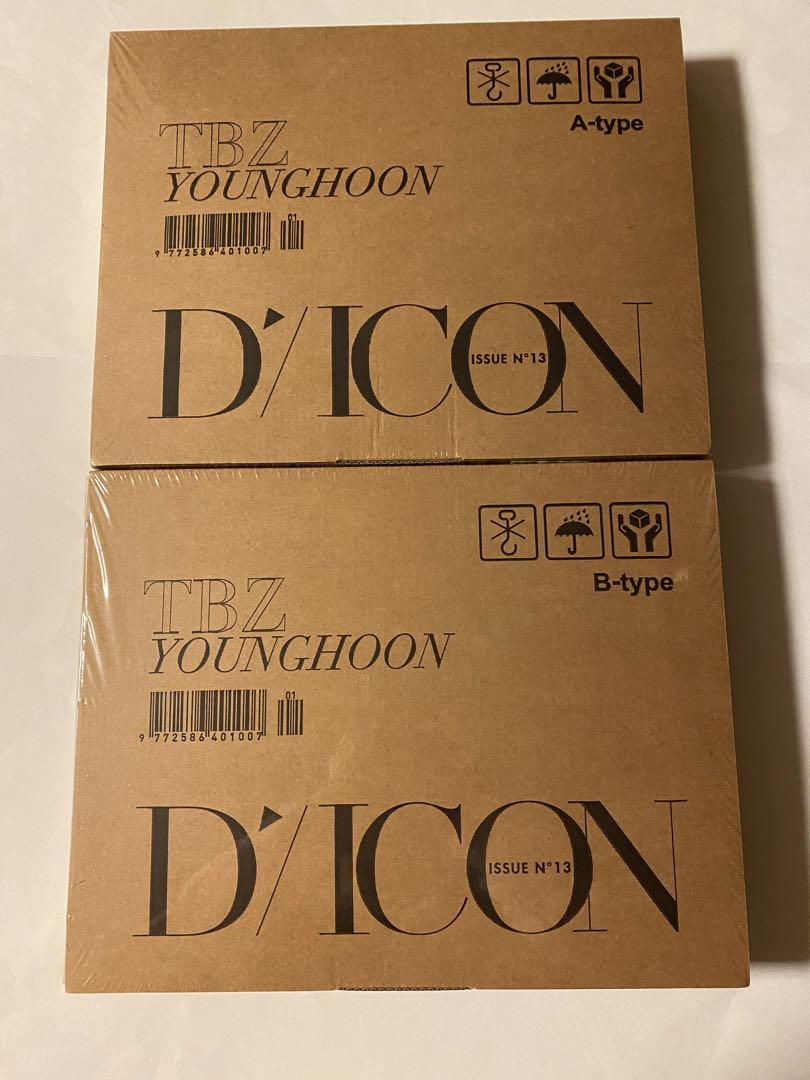 A-type
TBZ
YOUNGHOON
01
9 772586 401007
D'/ICON
ISSUE N°13
B-type
TBZ
YOUNGHOON
01
9 772586 401007
D'/ICON
ISSUE N°13